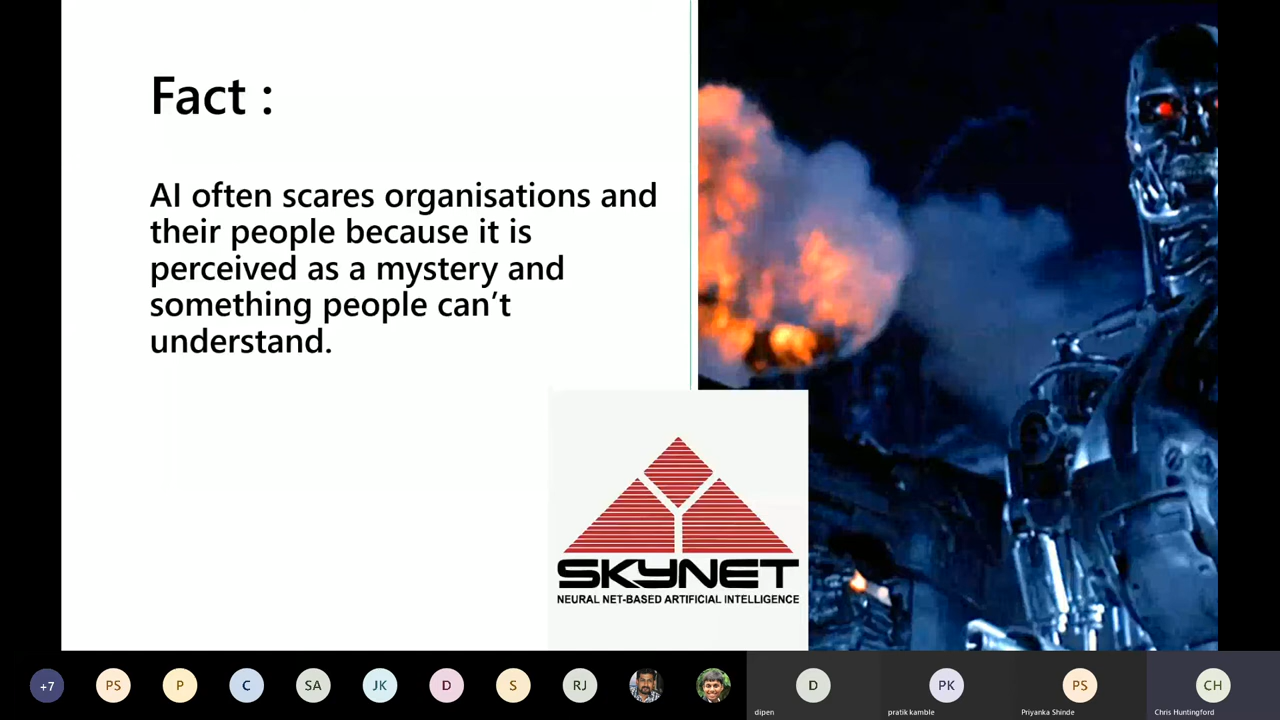 Fact :
AI often scares organisations and
their people because it is
perceived as a mystery and
something people can’t
understand.
SKYNET
NEURAL NET-BASED ARTIFICIAL INTELLIGENCE
+7
PS
P
C
SA
JK
D
S
RJ
D
PK
PS
CH
dipen
pratik kamble
Priyanka Shinde
Chris Huntingford